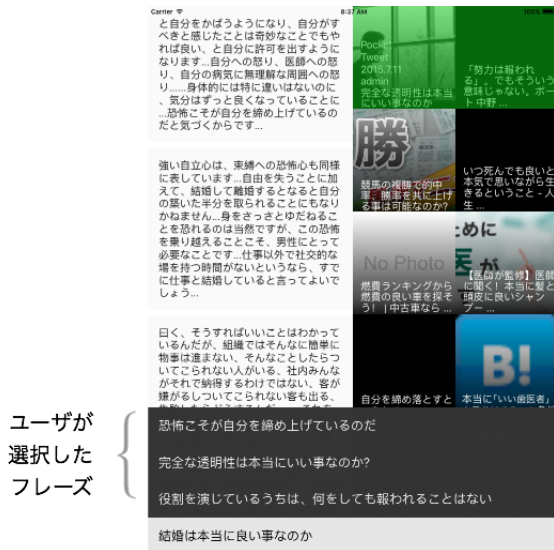 Carrier
8:37 AM
100%
と自分をかばうようになり、自分がす
べきと感じたことは奇妙なことでもや
れば良い、と自分に許可を出すように
なります...自分への怒り、医師への怒
り、自分の病気に無理解な周囲への怒
り......身体的には特に違いはないのに
、気分はずっと良くなっていることに
...恐怖こそが自分を締め上げているの
だと気づくからです...
強い自立心は、束縛への恐怖心も同様
に表しています...自由を失うことに加
えて、結婚して離婚するとなると自分
の築いた半分を取られることにもなり
かねません...身をさっさとゆだねるこ
とを恐れるのは当然ですが、この恐怖
を乗り越えることこそ、男性にとって
必要なことです...仕事以外で社交的な
場を持つ時間がないというなら、すで
に仕事と結婚していると言ってよいで
しょう...
曰く、そうすればいいことはわかって
いるんだが、組織ではそんなに簡単に
物事は進まない、そんなことしたらつ
いてこられない人がいる、社内みんな
がそれで納得するわけではない、客が
嫌がるしついてこられない客も出る、
Pocket
Tweet
2015.7.11
admin
完全な透明性は本当
にいい事なのか
「努力は報われ
る」。でもそういう
意味じゃない。ポー
ト 中野 ...
勝
競馬の複勝で的中
率、勝率を共に上げ
る事は可能なのか?
いつ死んでも良いと
本気で思いながら生
きるということ - 人
生 ...
No Photo
燃費ランキングから
燃費の良い車を探そ
う! | 中古車なら ...
ために
医
が
【医師が監修】医師
に聞く! 本当に髪と
頭皮に良いシャン
プー ...
自分を締め落とすと
B!
本当に「いい歯医者」
ユーザが
選択した
フレーズ
恐怖こそが自分を締め上げているのだ
完全な透明性は本当にいい事なのか?
役割を演じているうちは、何をしても報われることはない
結婚は本当に良い事なのか